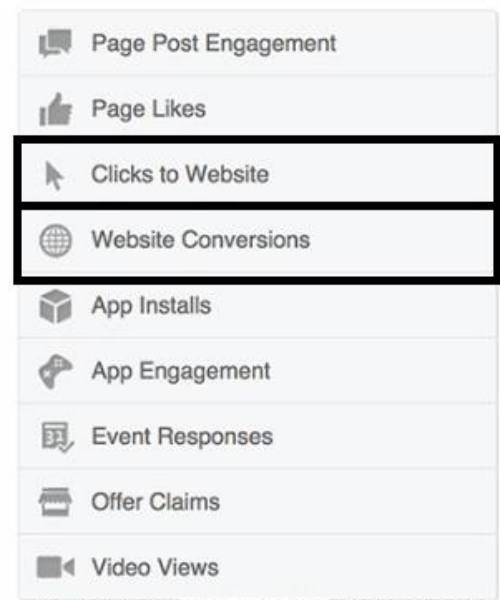 Page Post Engagement
Page Likes
Clicks to Website
Website Conversions
App Installs
App Engagement
31
Event Responses
Offer Claims
Video Views